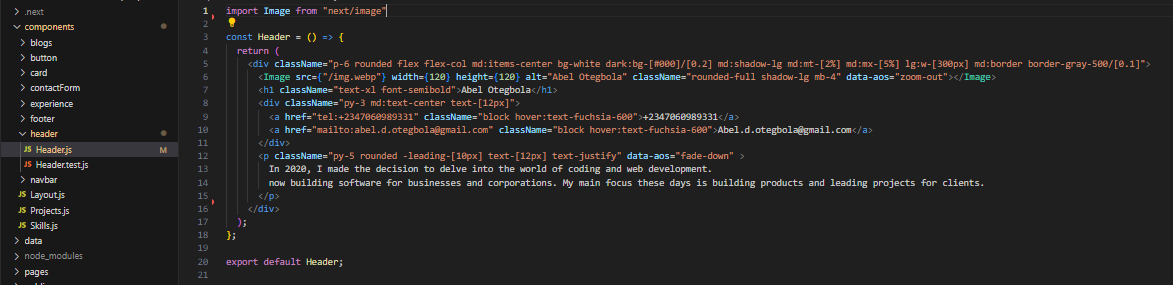 .next
components
blogs
button
card
contactForm
experience
footer
header
JS Header.js M
JS Header.test.js
navbar
JS Layout.js
JS Projects.js
JS Skills.js
data
node_modules
pages
1 import Image from "next/image"
2
3 const Header = () => {
4 return (
5 <div className="p-6 rounded flex flex-col md:items-center bg-white dark:bg-[#000]/[0.2] md:shadow-lg md:mt-[2%] md:mx-[5%] lg:w-[300px] md:border border-gray-500/[0.1]">
6 <Image src={"/img.webp"} width={120} height={120} alt="Abel Otegbola" className="rounded-full shadow-lg mb-4" data-aos="zoom-out"></Image>
7 <h1 className="text-xl font-semibold">Abel Otegbola</h1>
8 <div className="py-3 md:text-center text-[12px]">
9 <a href="tel:+2347060989331" className="block hover:text-fuchsia-600">+2347060989331</a>
10 <a href="mailto:abel.d.otegbola@gmail.com" className="block hover:text-fuchsia-600">Abel.d.otegbola@gmail.com</a>
11 </div>
12 <p className="py-5 rounded -leading-[10px] text-[12px] text-justify" data-aos="fade-down" >
13 In 2020, I made the decision to delve into the world of coding and web development.
14 now building software for businesses and corporations. My main focus these days is building products and leading projects for clients.
15 </p>
16 </div>
17 );
18 };
19
20 export default Header;
21